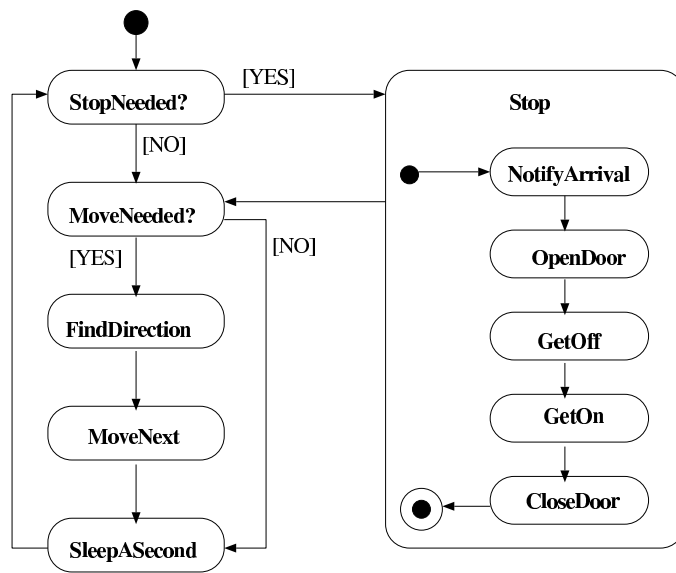 StopNeeded?
[YES]
[NO]
MoveNeeded?
[YES]
[NO]
FindDirection
MoveNext
SleepASecond
Stop
NotifyArrival
OpenDoor
GetOff
GetOn
CloseDoor